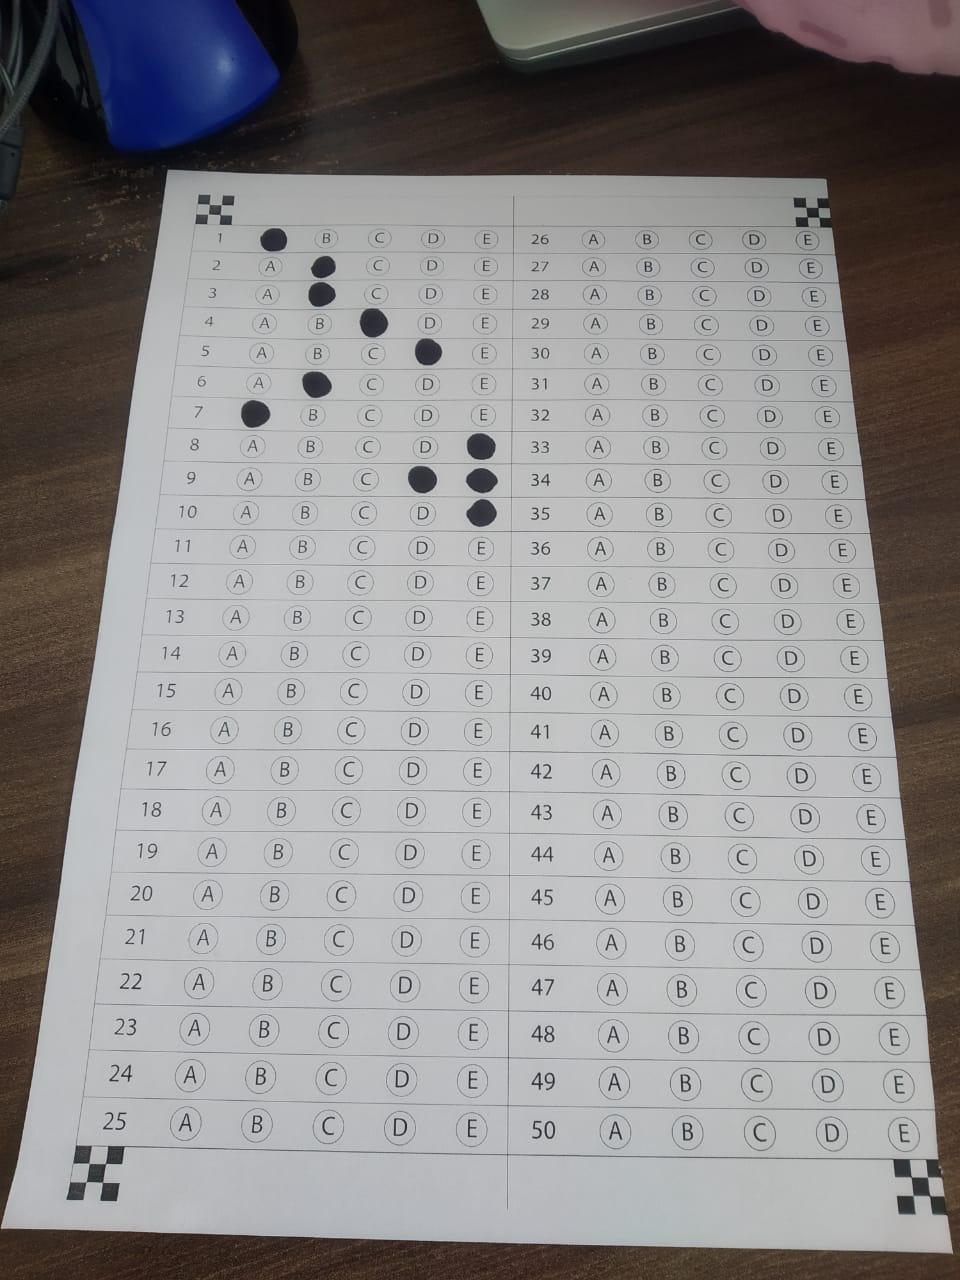 1 B C D E
2 A C D E
3 A C D E
4 A B D E
5 A B C E
6 A C D E
7 B C D E
8 A B C D
9 A B C
10 A B C D
11 A B C D E
12 A B C D E
13 A B C D E
14 A B C D E
15 A B C D E
16 A B C D E
17 A B C D E
18 A B C D E
19 A B C D E
20 A B C D E
21 A B C D E
22 A B C D E
23 A B C D E
24 A B C D E
25 A B C D E
26 A B C D E
27 A B C D E
28 A B C D E
29 A B C D E
30 A B C D E
31 A B C D E
32 A B C D E
33 A B C D E
34 A B C D E
35 A B C D E
36 A B C D E
37 A B C D E
38 A B C D E
39 A B C D E
40 A B C D E
41 A B C D E
42 A B C D E
43 A B C D E
44 A B C D E
45 A B C D E
46 A B C D E
47 A B C D E
48 A B C D E
49 A B C D E
50 A B C D E